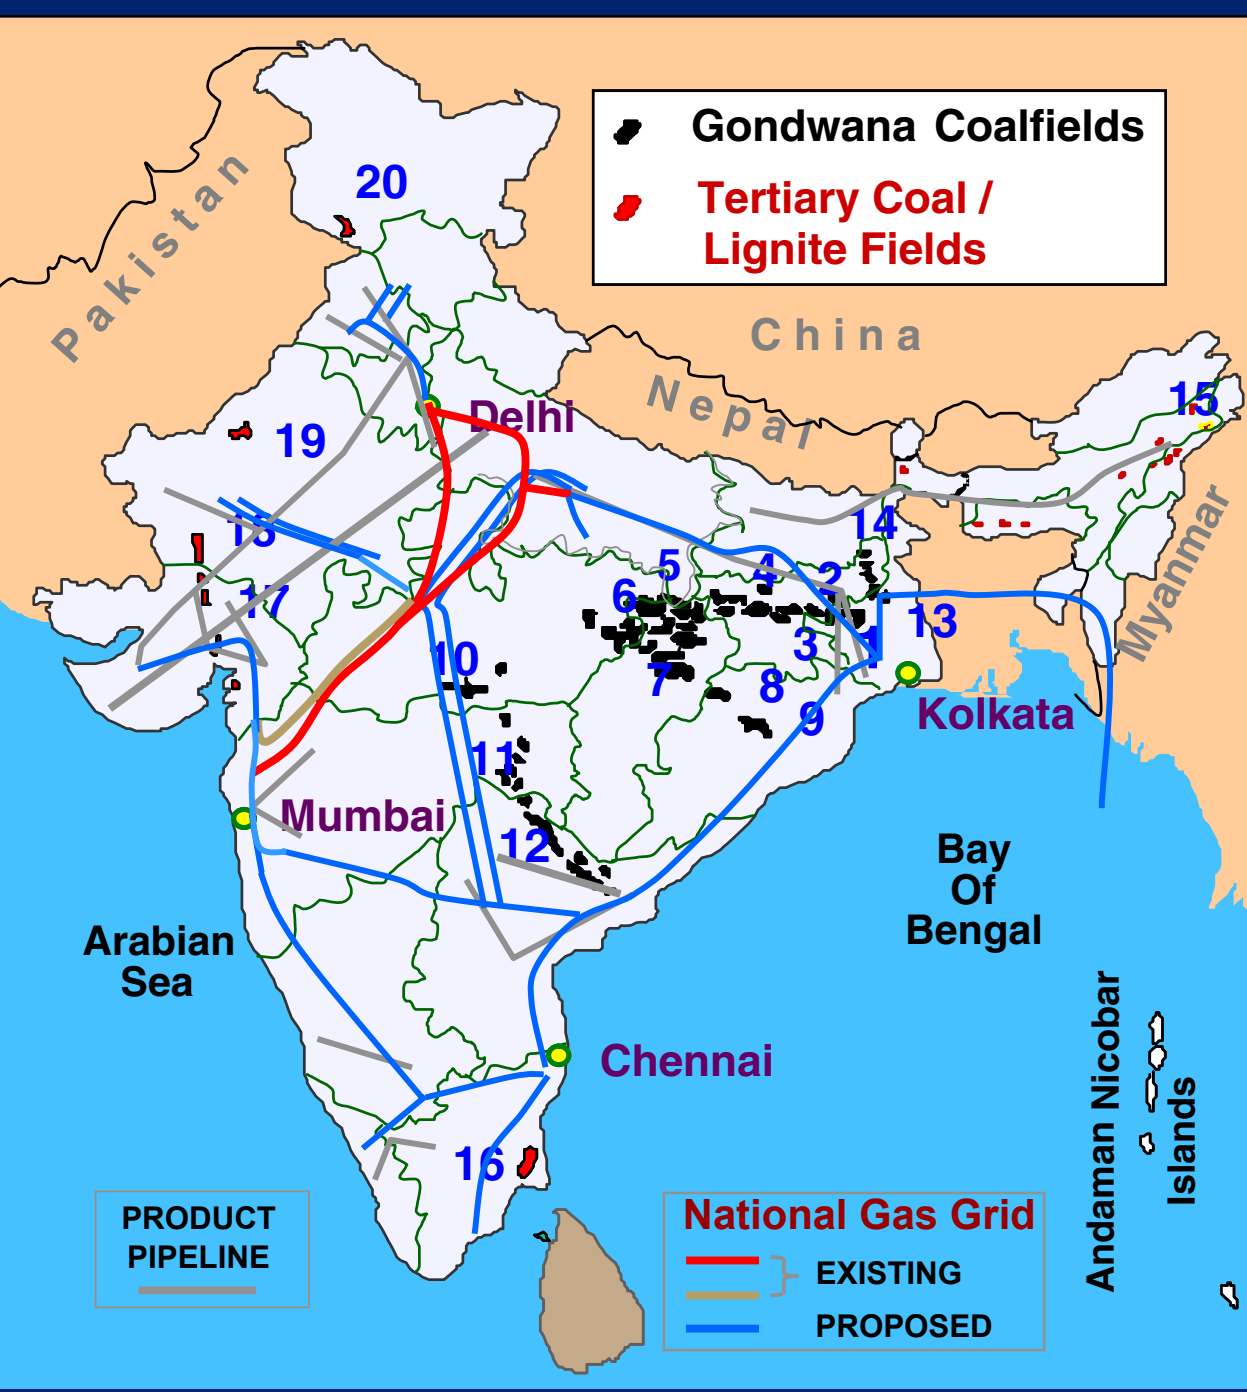 Gondwana Coalfields
Tertiary Coal /
Lignite Fields
Pakistan
China
Nepal
Myanmar
20
15
Delhi
19
18
14
17
5
4
2
6
13
3
1
10
7
8
9
Kolkata
11
Mumbai
12
Bay
Of
Bengal
Arabian
Sea
Chennai
Andaman Nicobar
Islands
16
PRODUCT
PIPELINE
National Gas Grid
EXISTING
PROPOSED